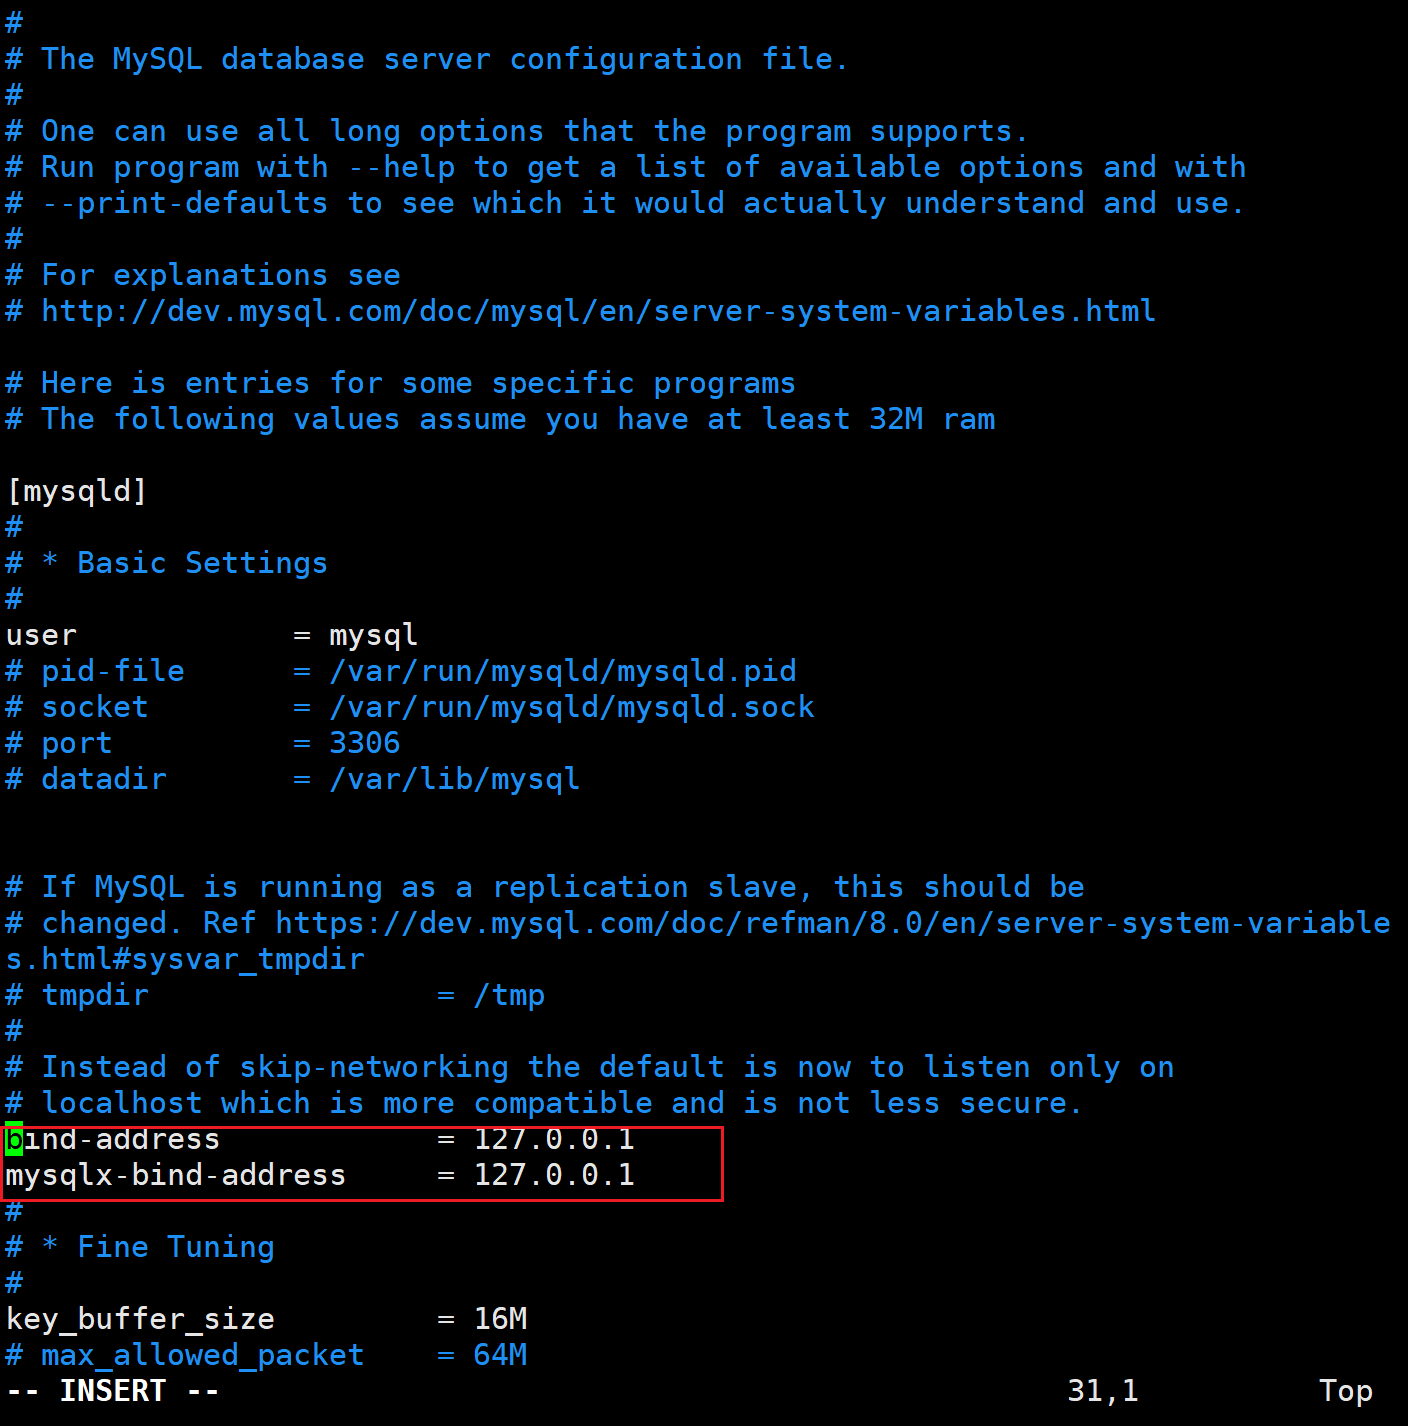 #
# The MySQL database server configuration file.
#
# One can use all long options that the program supports.
# Run program with --help to get a list of available options and with
# --print-defaults to see which it would actually understand and use.
#
# For explanations see
# http://dev.mysql.com/doc/mysql/en/server-system-variables.html

# Here is entries for some specific programs
# The following values assume you have at least 32M ram

[mysqld]
#
# * Basic Settings
#
user            = mysql
# pid-file      = /var/run/mysqld/mysqld.pid
# socket        = /var/run/mysqld/mysqld.sock
# port          = 3306
# datadir       = /var/lib/mysql


# If MySQL is running as a replication slave, this should be
# changed. Ref https://dev.mysql.com/doc/refman/8.0/en/server-system-variable
s.html#sysvar_tmpdir
# tmpdir                = /tmp
#
# Instead of skip-networking the default is now to listen only on
# localhost which is more compatible and is not less secure.
bind-address            = 127.0.0.1
mysqlx-bind-address     = 127.0.0.1
#
# * Fine Tuning
#
key_buffer_size         = 16M
# max_allowed_packet    = 64M
-- INSERT --                                               31,1          Top